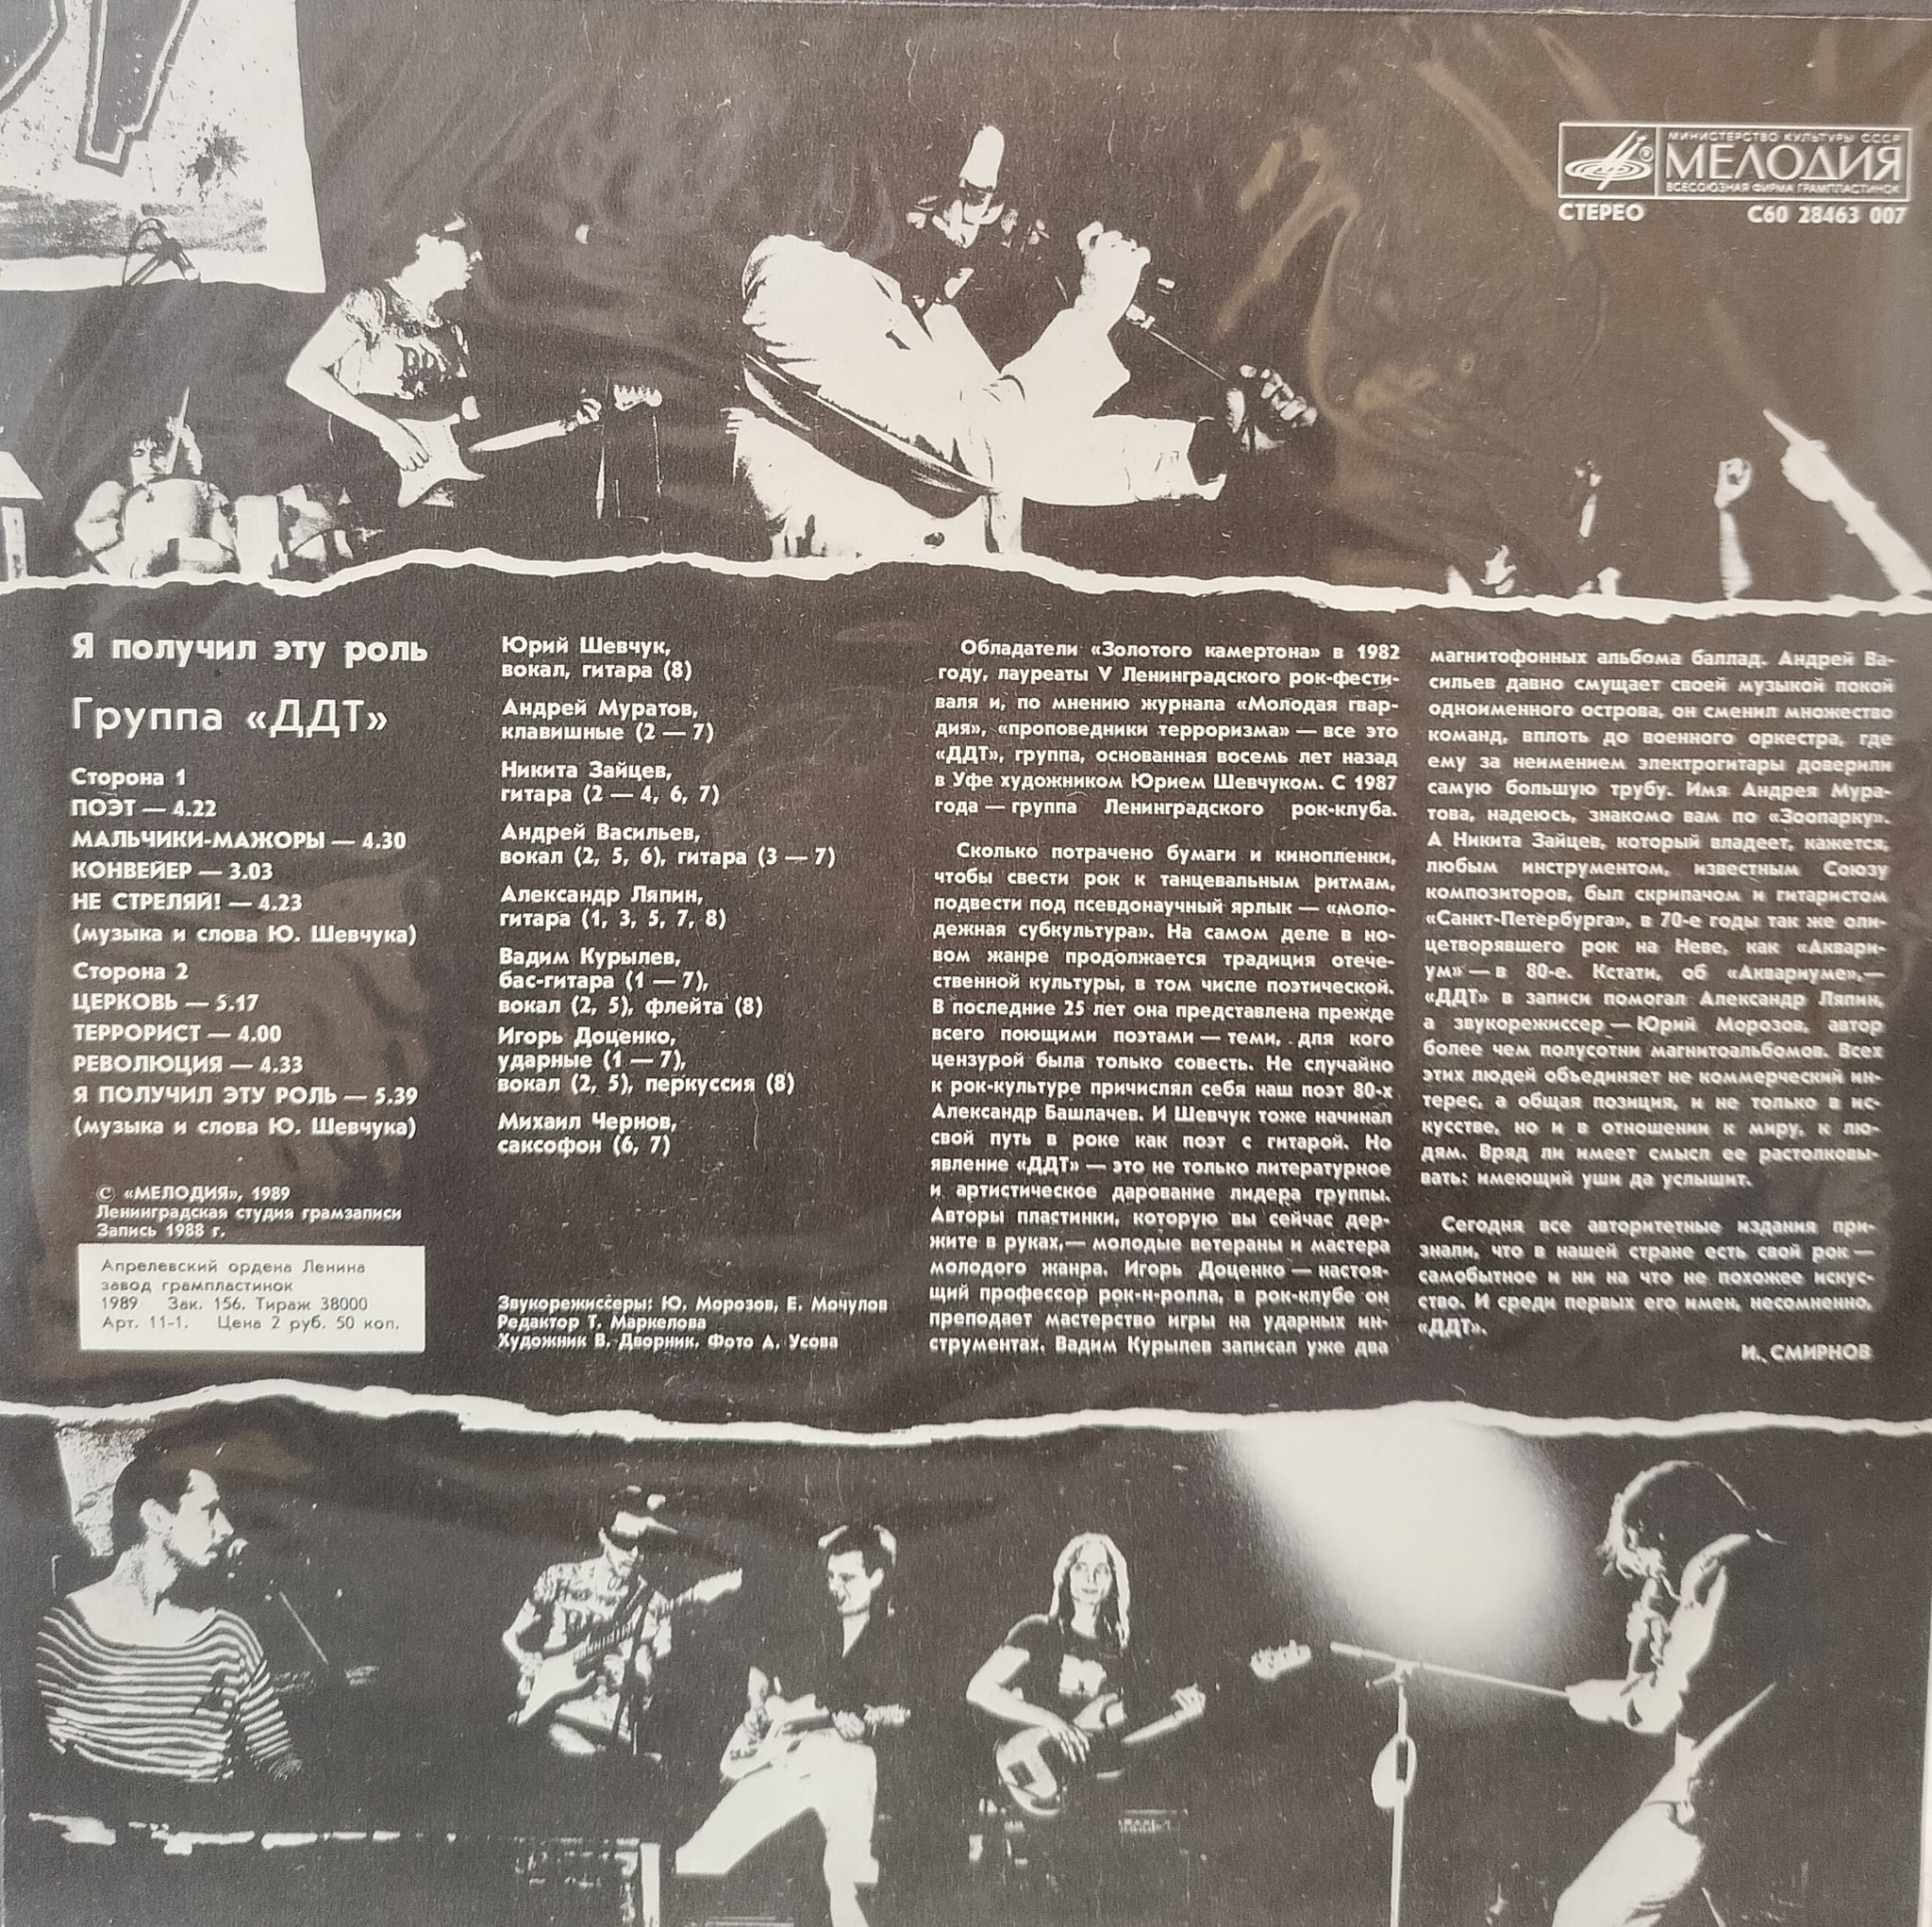 МИНИСТЕРСТВО КУЛЬТУРЫ СССР
МЕЛОДИЯ
ВСЕСОЮЗНАЯ ФИРМА ГРАМПЛАСТИНОК
СТЕРЕО С60 28463 007
Я получил эту роль
Группа «ДДТ»
Сторона 1
ПОЭТ — 4.22
МАЛЬЧИКИ-МАЖОРЫ — 4.30
КОНВЕЙЕР — 3.03
НЕ СТРЕЛЯЙ! — 4.23
(музыка и слова Ю. Шевчука)
Сторона 2
ЦЕРКОВЬ — 5.17
ТЕРРОРИСТ — 4.00
РЕВОЛЮЦИЯ — 4.33
Я ПОЛУЧИЛ ЭТУ РОЛЬ — 5.39
(музыка и слова Ю. Шевчука)
© «МЕЛОДИЯ», 1989
Ленинградская студия грамзаписи
Запись 1988 г.
Апрелевский ордена Ленина
завод грампластинок
1989 Зак. 156. Тираж 38000
Арт. 11-1. Цена 2 руб. 50 коп.
Юрий Шевчук,
вокал, гитара (8)
Андрей Муратов,
клавишные (2 — 7)
Никита Зайцев,
гитара (2 — 4, 6, 7)
Андрей Васильев,
вокал (2, 5, 6), гитара (3 — 7)
Александр Ляпин,
гитара (1, 3, 5, 7, 8)
Вадим Курылев,
бас-гитара (1 — 7),
вокал (2, 5), флейта (8)
Игорь Доценко,
ударные (1 — 7),
вокал (2, 5), перкуссия (8)
Михаил Чернов,
саксофон (6, 7)
Звукорежиссеры: Ю. Морозов, Е. Мочулов
Редактор Т. Маркелова
Художник В. Дворник. Фото А. Усова
Обладатели «Золотого камертона» в 1982
году, лауреаты V Ленинградского рок-фести-
валя и, по мнению журнала «Молодая гвар-
дия», «проповедники терроризма» — все это
«ДДТ», группа, основанная восемь лет назад
в Уфе художником Юрием Шевчуком. С 1987
года — группа Ленинградского рок-клуба.
Сколько потрачено бумаги и кинопленки,
чтобы свести рок к танцевальным ритмам,
подвести под псевдонаучный ярлык — «моло-
дежная субкультура». На самом деле в но-
вом жанре продолжается традиция отече-
ственной культуры, в том числе поэтической.
В последние 25 лет она представлена прежде
всего поющими поэтами — теми, для кого
цензурой была только совесть. Не случайно
к рок-культуре причислял себя наш поэт 80-х
Александр Башлачев. И Шевчук тоже начинал
свой путь в роке как поэт с гитарой. Но
явление «ДДТ» — это не только литературное
и артистическое дарование лидера группы.
Авторы пластинки, которую вы сейчас дер-
жите в руках,— молодые ветераны и мастера
молодого жанра. Игорь Доценко — настоя-
щий профессор рок-н-ролла, в рок-клубе он
преподает мастерство игры на ударных ин-
струментах. Вадим Курылев записал уже два
магнитофонных альбома баллад. Андрей Ва-
сильев давно смущает своей музыкой покой
одноименного острова, он сменил множество
команд, вплоть до военного оркестра, где
ему за неимением электрогитары доверили
самую большую трубу. Имя Андрея Мура-
това, надеюсь, знакомо вам по «Зоопарку».
А Никита Зайцев, который владеет, кажется,
любым инструментом, известным Союзу
композиторов, был скрипачом и гитаристом
«Санкт-Петербурга», в 70-е годы так же оли-
цетворявшего рок на Неве, как «Аквари-
ум» — в 80-е. Кстати, об «Аквариуме»,—
«ДДТ» в записи помогал Александр Ляпин,
а звукорежиссер — Юрий Морозов, автор
более чем полусотни магнитоальбомов. Всех
этих людей объединяет не коммерческий ин-
терес, а общая позиция, и не только в ис-
кусстве, но и в отношении к миру, к лю-
дям. Вряд ли имеет смысл ее растолковы-
вать: имеющий уши да услышит.
Сегодня все авторитетные издания при-
знали, что в нашей стране есть свой рок —
самобытное и ни на что не похожее искус-
ство. И среди первых его имен, несомненно,
«ДДТ».
И. СМИРНОВ